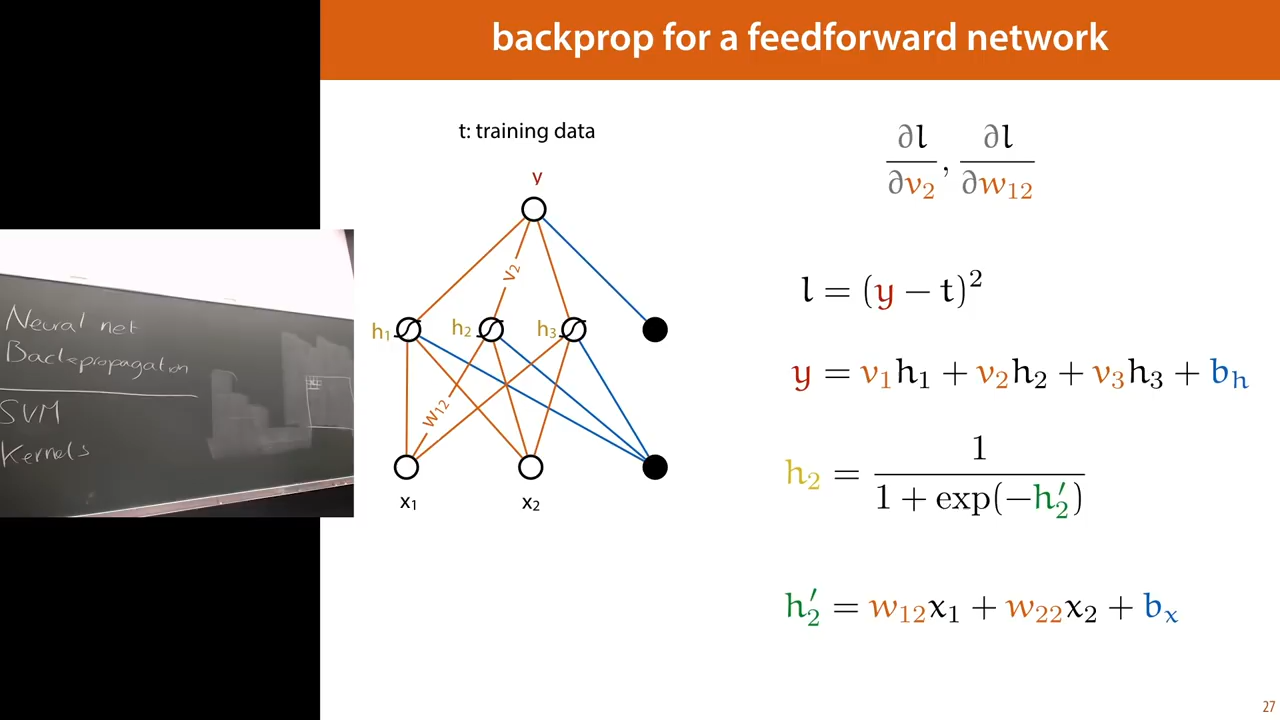 backprop for a feedforward network
t: training data
y
v₂
h₁ h₂ h₃
w₁₂
x₁ x₂
∂l/∂v₂, ∂l/∂w₁₂
l = (y − t)²
y = v₁h₁ + v₂h₂ + v₃h₃ + bₕ
h₂ = 1/(1 + exp(−h₂′))
h₂′ = w₁₂x₁ + w₂₂x₂ + bₓ
Neural net
Backpropagation
SVM
Kernels
27